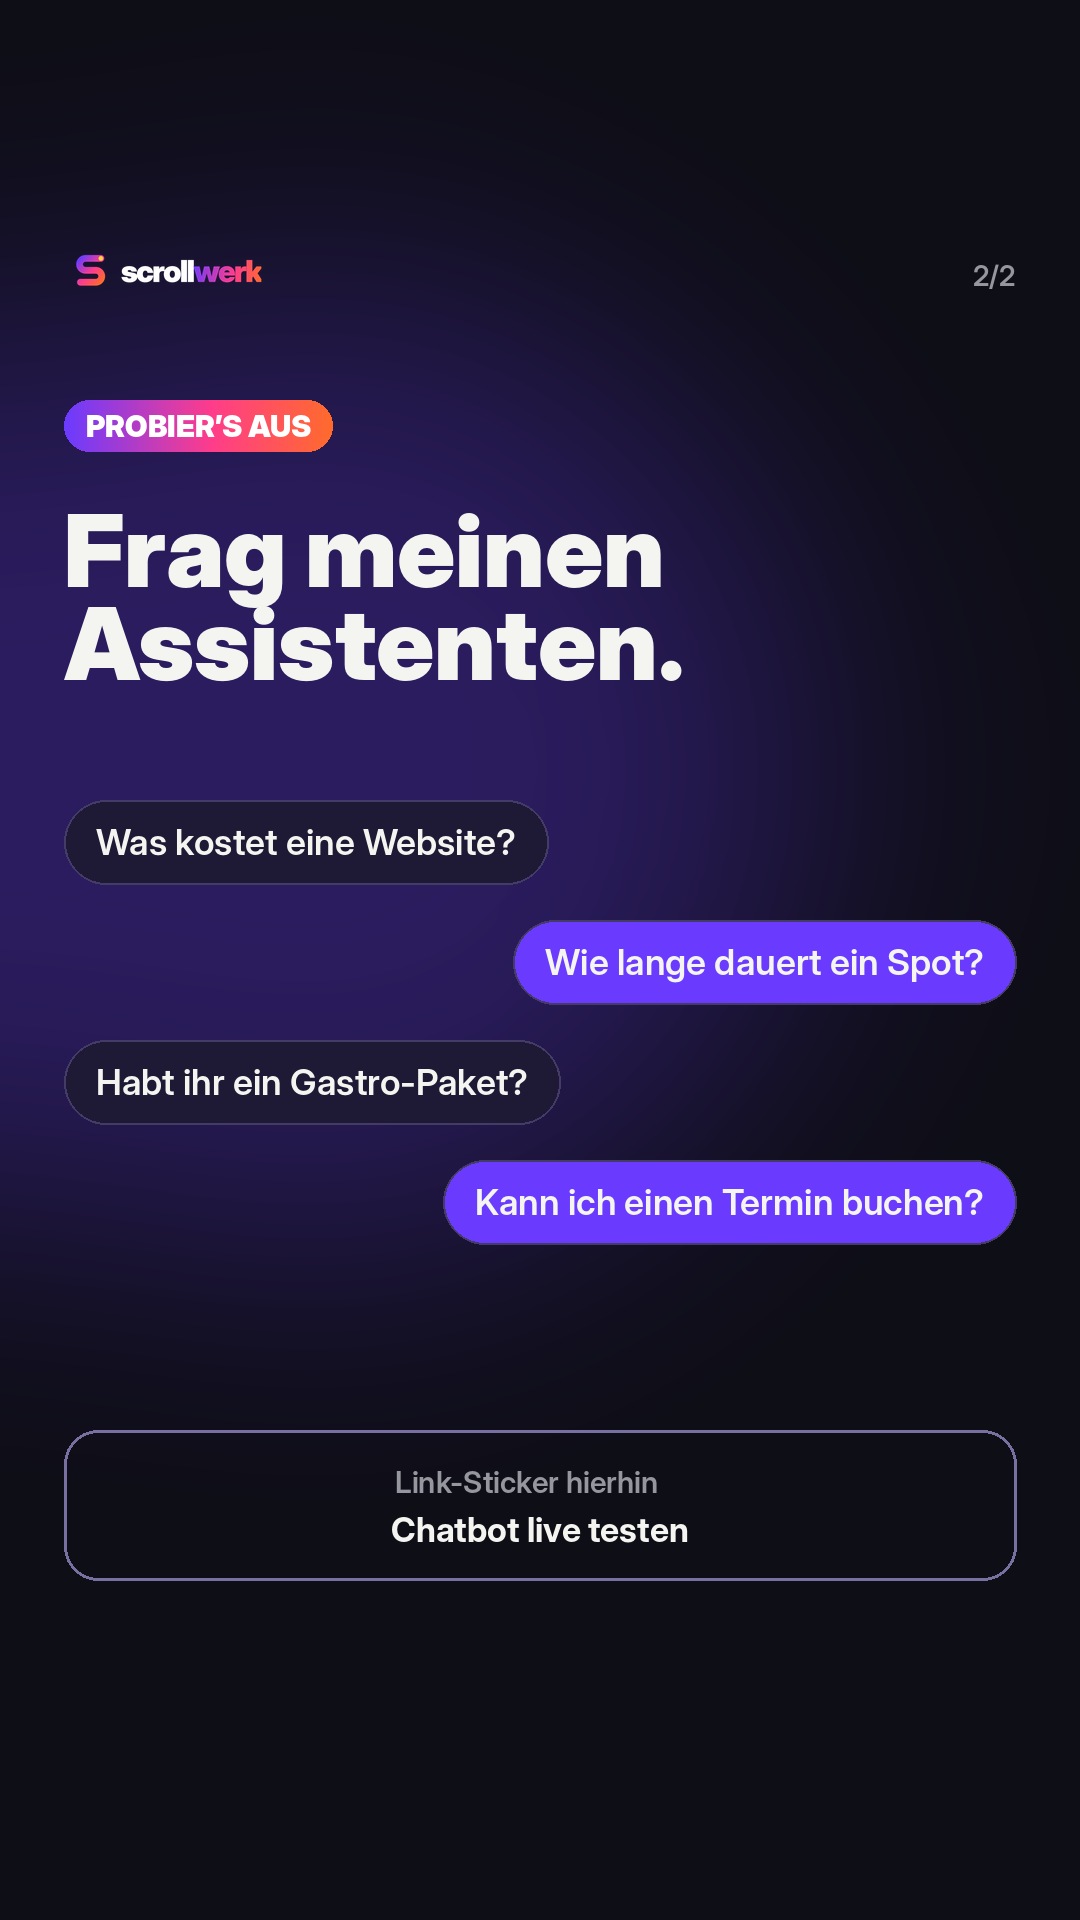 scrollwerk
2/2
PROBIER’S AUS
Frag meinen
Assistenten.
Was kostet eine Website?
Wie lange dauert ein Spot?
Habt ihr ein Gastro-Paket?
Kann ich einen Termin buchen?
Link-Sticker hierhin
Chatbot live testen